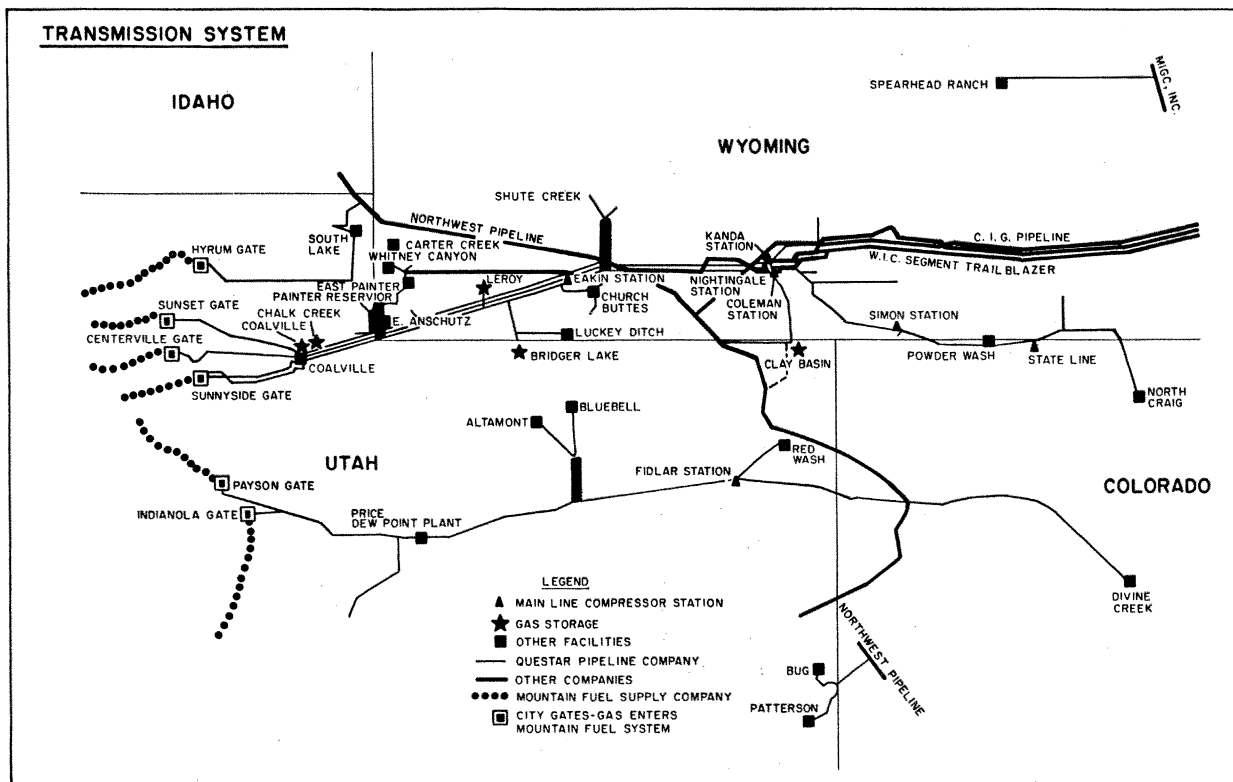 TRANSMISSION SYSTEM
IDAHO
WYOMING
SPEARHEAD RANCH
MIGC, INC.
SHUTE CREEK
NORTHWEST PIPELINE
SOUTH
LAKE
CARTER CREEK
WHITNEY CANYON
HYRUM GATE
KANDA
STATION
C. I. G. PIPELINE
W.I.C. SEGMENT TRAILBLAZER
EAST PAINTER
PAINTER RESERVIOR
LEROY
EAKIN STATION
NIGHTINGALE
STATION
COLEMAN
STATION
CHURCH
BUTTES
SUNSET GATE
CHALK CREEK
COALVILLE
E. ANSCHUTZ
SIMON STATION
CENTERVILLE GATE
LUCKEY DITCH
BRIDGER LAKE
COALVILLE
CLAY BASIN
POWDER WASH
STATE LINE
SUNNYSIDE GATE
NORTH
CRAIG
BLUEBELL
ALTAMONT
RED
WASH
UTAH
FIDLAR STATION
COLORADO
PAYSON GATE
INDIANOLA GATE
PRICE
DEW POINT PLANT
DIVINE
CREEK
LEGEND
MAIN LINE COMPRESSOR STATION
GAS STORAGE
OTHER FACILITIES
QUESTAR PIPELINE COMPANY
OTHER COMPANIES
MOUNTAIN FUEL SUPPLY COMPANY
CITY GATES-GAS ENTERS
MOUNTAIN FUEL SYSTEM
NORTHWEST PIPELINE
BUG
PATTERSON